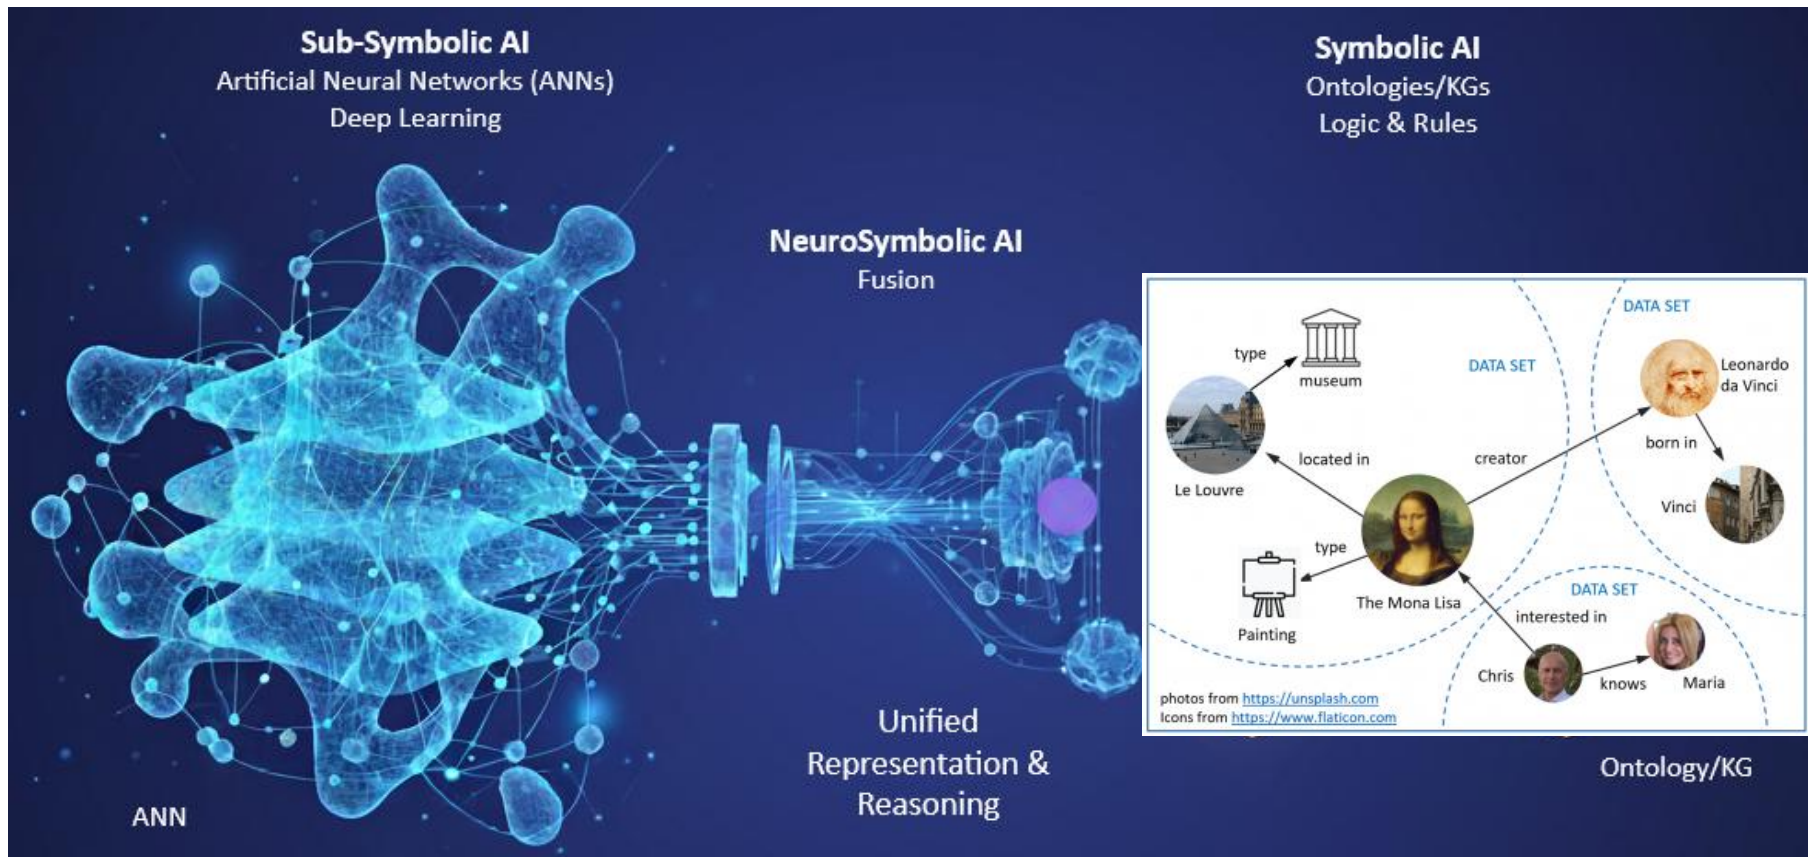 Sub-Symbolic AI
Artificial Neural Networks (ANNs)
Deep Learning
Symbolic AI
Ontologies/KGs
Logic & Rules
NeuroSymbolic AI
Fusion
DATA SET
type
museum
DATA SET
Leonardo
da Vinci
born in
located in
creator
Le Louvre
Vinci
type
DATA SET
The Mona Lisa
interested in
Painting
Chris
knows
Maria
photos from https://unsplash.com
Icons from https://www.flaticon.com
Unified
Representation &
Reasoning
Ontology/KG
ANN